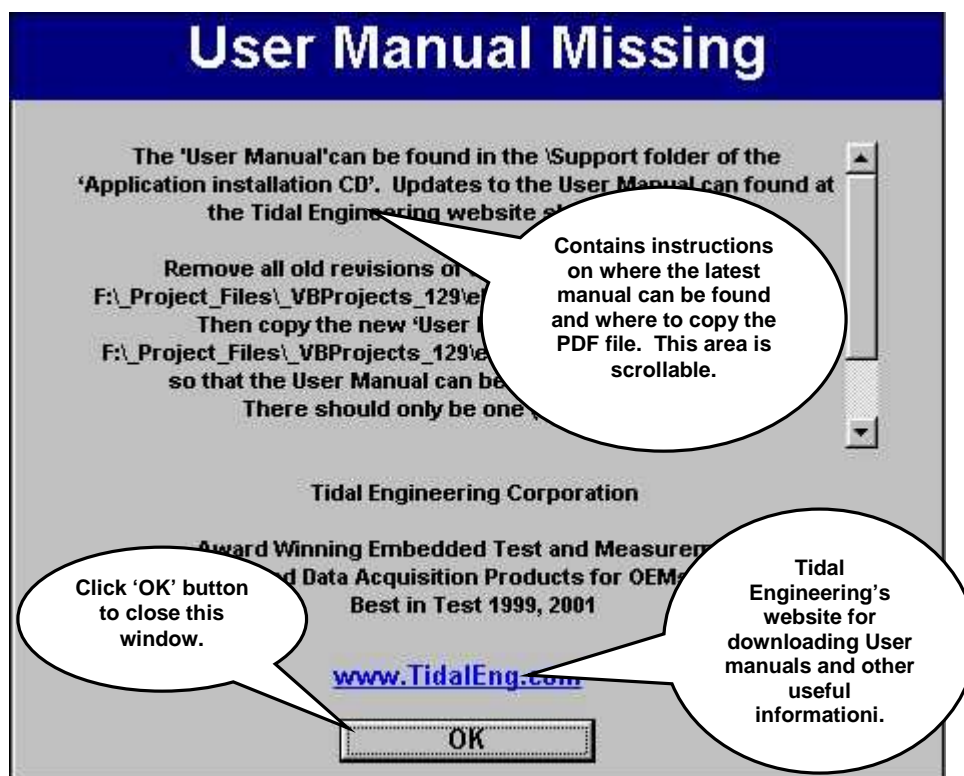 User Manual Missing
The 'User Manual'can be found in the \Support folder of the
'Application installation CD'. Updates to the User Manual can found at
the Tidal Engineering website
Remove all old revisions of
F:\_Project_Files\_VBProjects_129\
Then copy the new 'User
F:\_Project_Files\_VBProjects_129\
so that the User Manual can be
There should only be one
Contains instructions
on where the latest
manual can be found
and where to copy the
PDF file. This area is
scrollable.
Tidal Engineering Corporation
Award Winning Embedded Test and
Data Acquisition Products for OEMs
Best in Test 1999, 2001
Click 'OK' button
to close this
window.
Tidal
Engineering's
website for
downloading User
manuals and other
useful
informationi.
www.TidalEng.com
OK